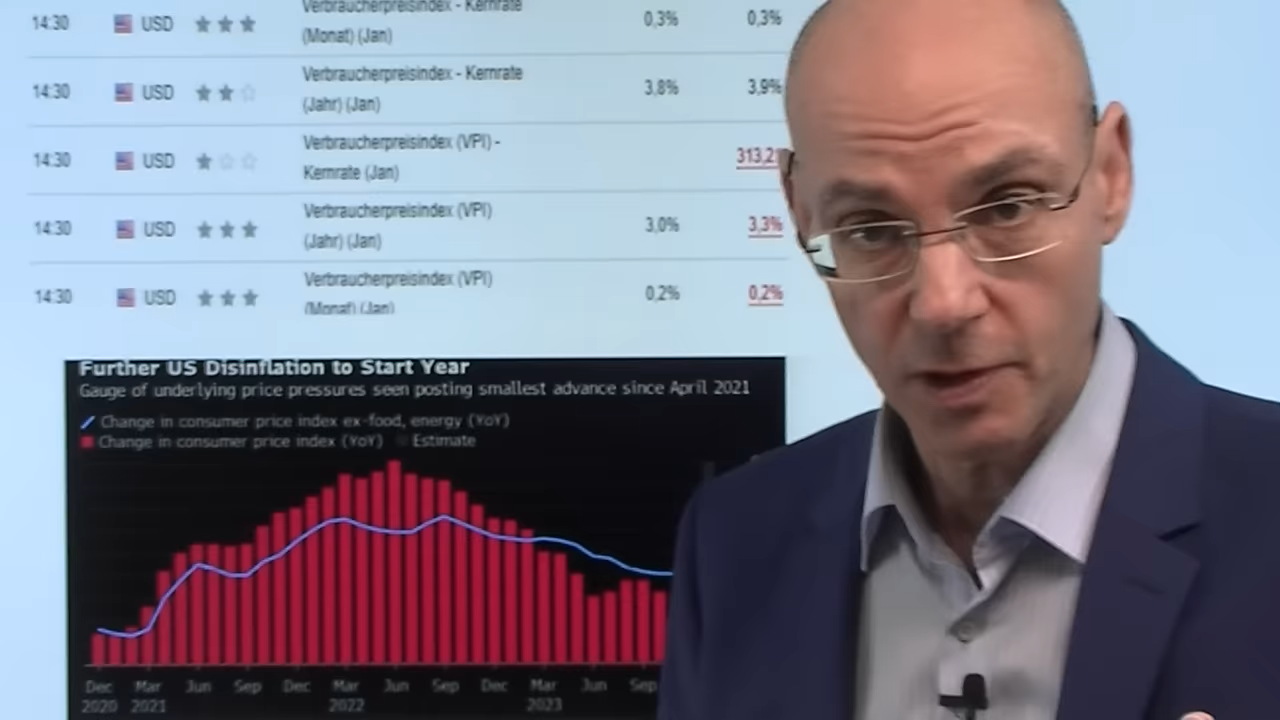 14:30 USD Verbraucherpreisindex - Kernrate 0,3% 0,3%
(Monat) (Jan)
14:30 USD Verbraucherpreisindex - Kernrate 3,8% 3,9%
(Jahr) (Jan)
14:30 USD Verbraucherpreisindex (VPI) - 313,2
Kernrate (Jan)
14:30 USD Verbraucherpreisindex (VPI) 3,0% 3,3%
(Jahr) (Jan)
14:30 USD Verbraucherpreisindex (VPI) 0,2% 0,2%
(Monat) (Jan)
Further US Disinflation to Start Year
Gauge of underlying price pressures seen posting smallest advance since April 2021
Change in consumer price index ex-food, energy (YoY)
Change in consumer price index (YoY) Estimate
Dec Mar Jun Sep Dec Mar Jun Sep Dec Mar Jun Sep
2020 2021 2022 2023